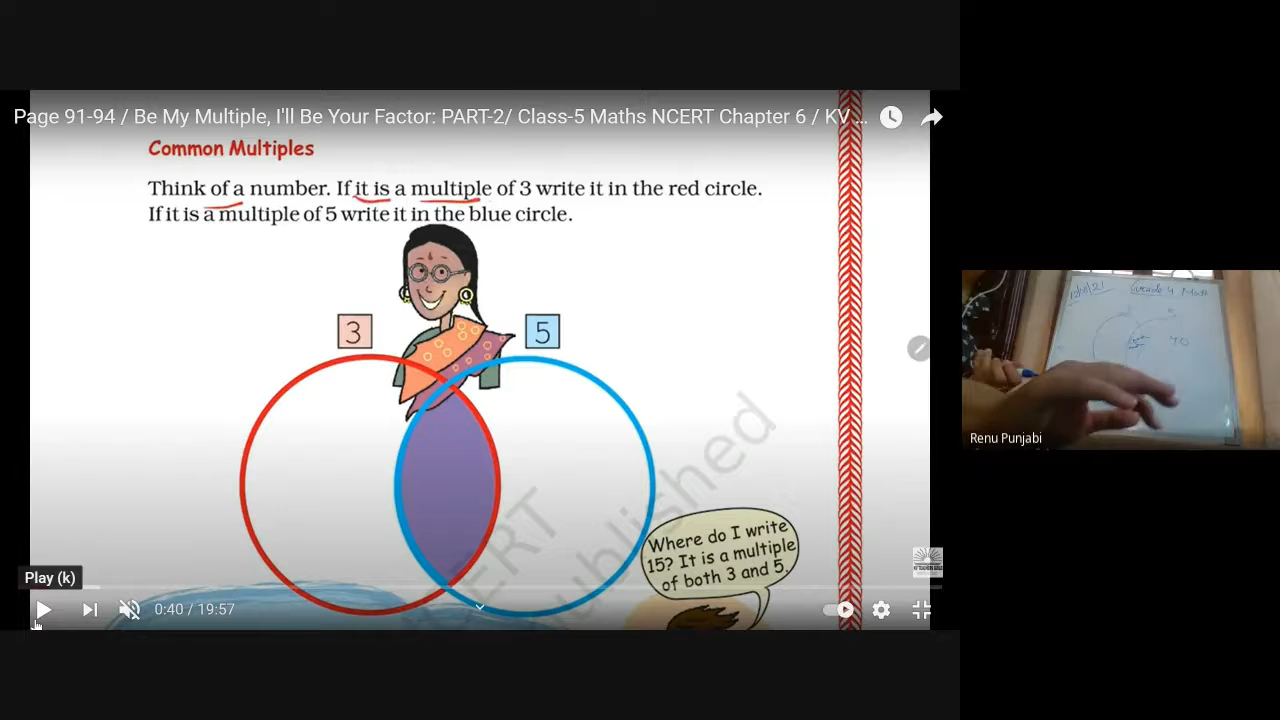 Page 91-94 / Be My Multiple, I'll Be Your Factor: PART-2/ Class-5 Maths NCERT Chapter 6 / KV ...
Common Multiples
Think of a number. If it is a multiple of 3 write it in the red circle.
If it is a multiple of 5 write it in the blue circle.
3
5
Where do I write
15? It is a multiple
of both 3 and 5.
Published
Play (k)
0:40 / 19:57
Math
Renu Punjabi